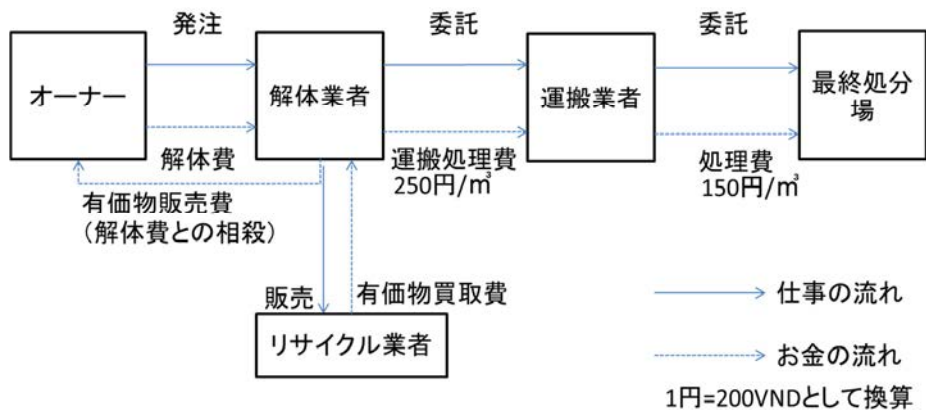 発注
委託
委託
オーナー
解体業者
運搬業者
最終処分
場
解体費
運搬処理費
250円/㎥
処理費
150円/㎥
有価物販売費
(解体費との相殺)
販売
有価物買取費
リサイクル業者
仕事の流れ
お金の流れ
1円=200VNDとして換算